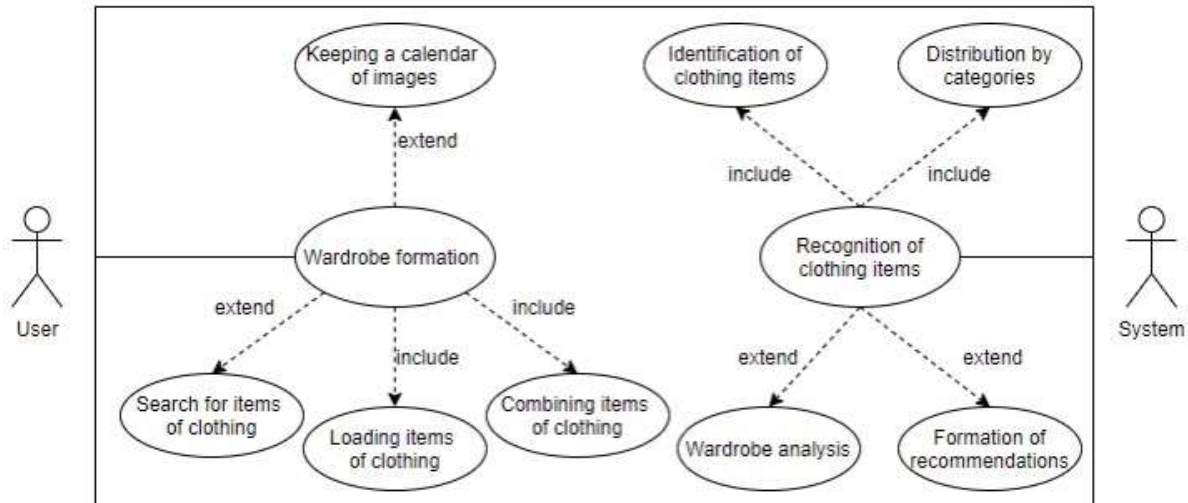 Keeping a calendar
of images
Identification of
clothing items
Distribution by
categories
extend
include
include
Wardrobe formation
Recognition of
clothing items
User
System
extend
include
include
extend
extend
Search for items
of clothing
Loading items
of clothing
Combining items
of clothing
Wardrobe analysis
Formation of
recommendations